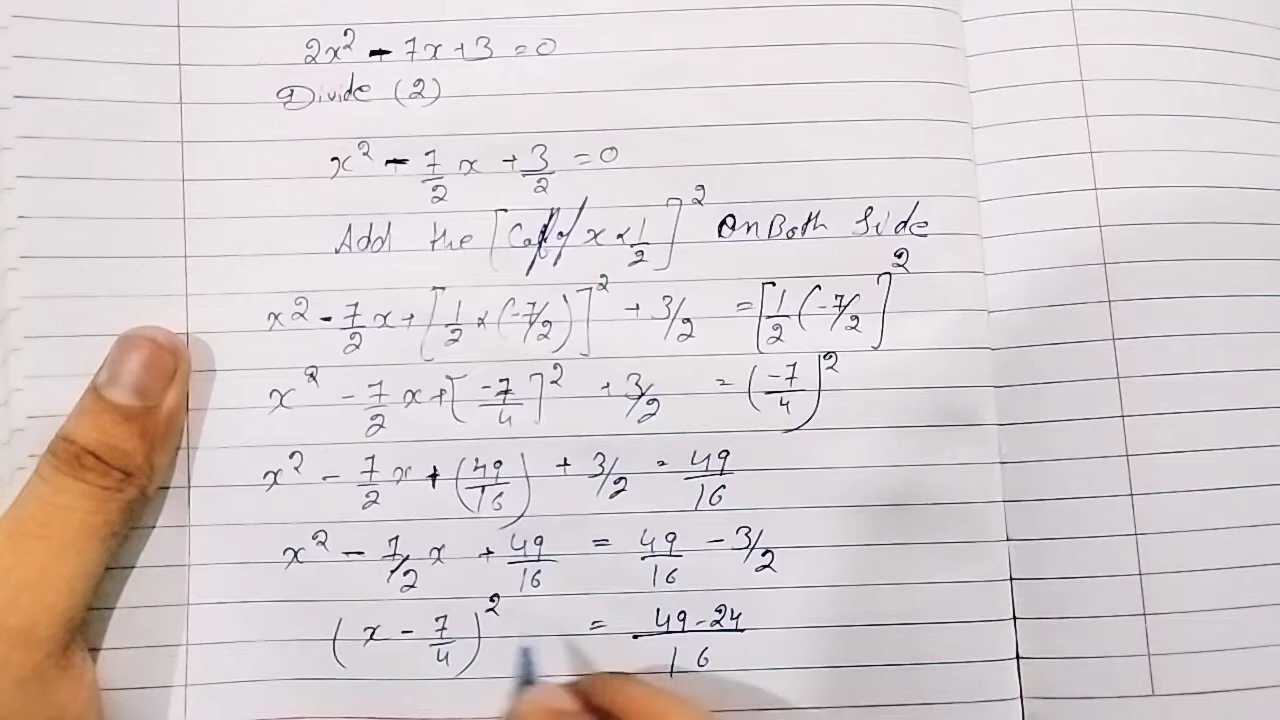 2x² - 7x + 3 = 0
Divide (2)
x² - 7/2 x + 3/2 = 0
Add the [Coff of x × 1/2]² On Both Side
x² - 7/2 x + [1/2 × (-7/2)]² + 3/2 = [1/2 (-7/2]²
x² - 7/2 x + [-7/4]² + 3/2 = (-7/4)²
x² - 7/2 x + (49/16) + 3/2 = 49/16
x² - 7/2 x + 49/16 = 49/16 - 3/2
(x - 7/4)² = 49-24/16